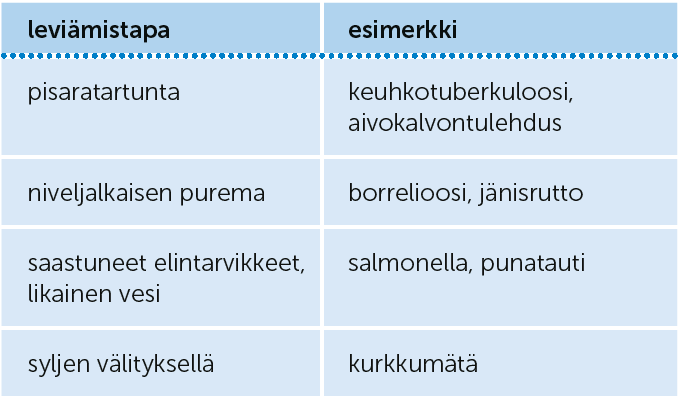 leviämistapa esimerkki
pisaratartunta keuhkotuberkuloosi,
aivokalvontulehdus
niveljalkaisen purema borrelioosi, jänisrutto
saastuneet elintarvikkeet, salmonella, punatauti
likainen vesi
syljen välityksellä kurkkumätä